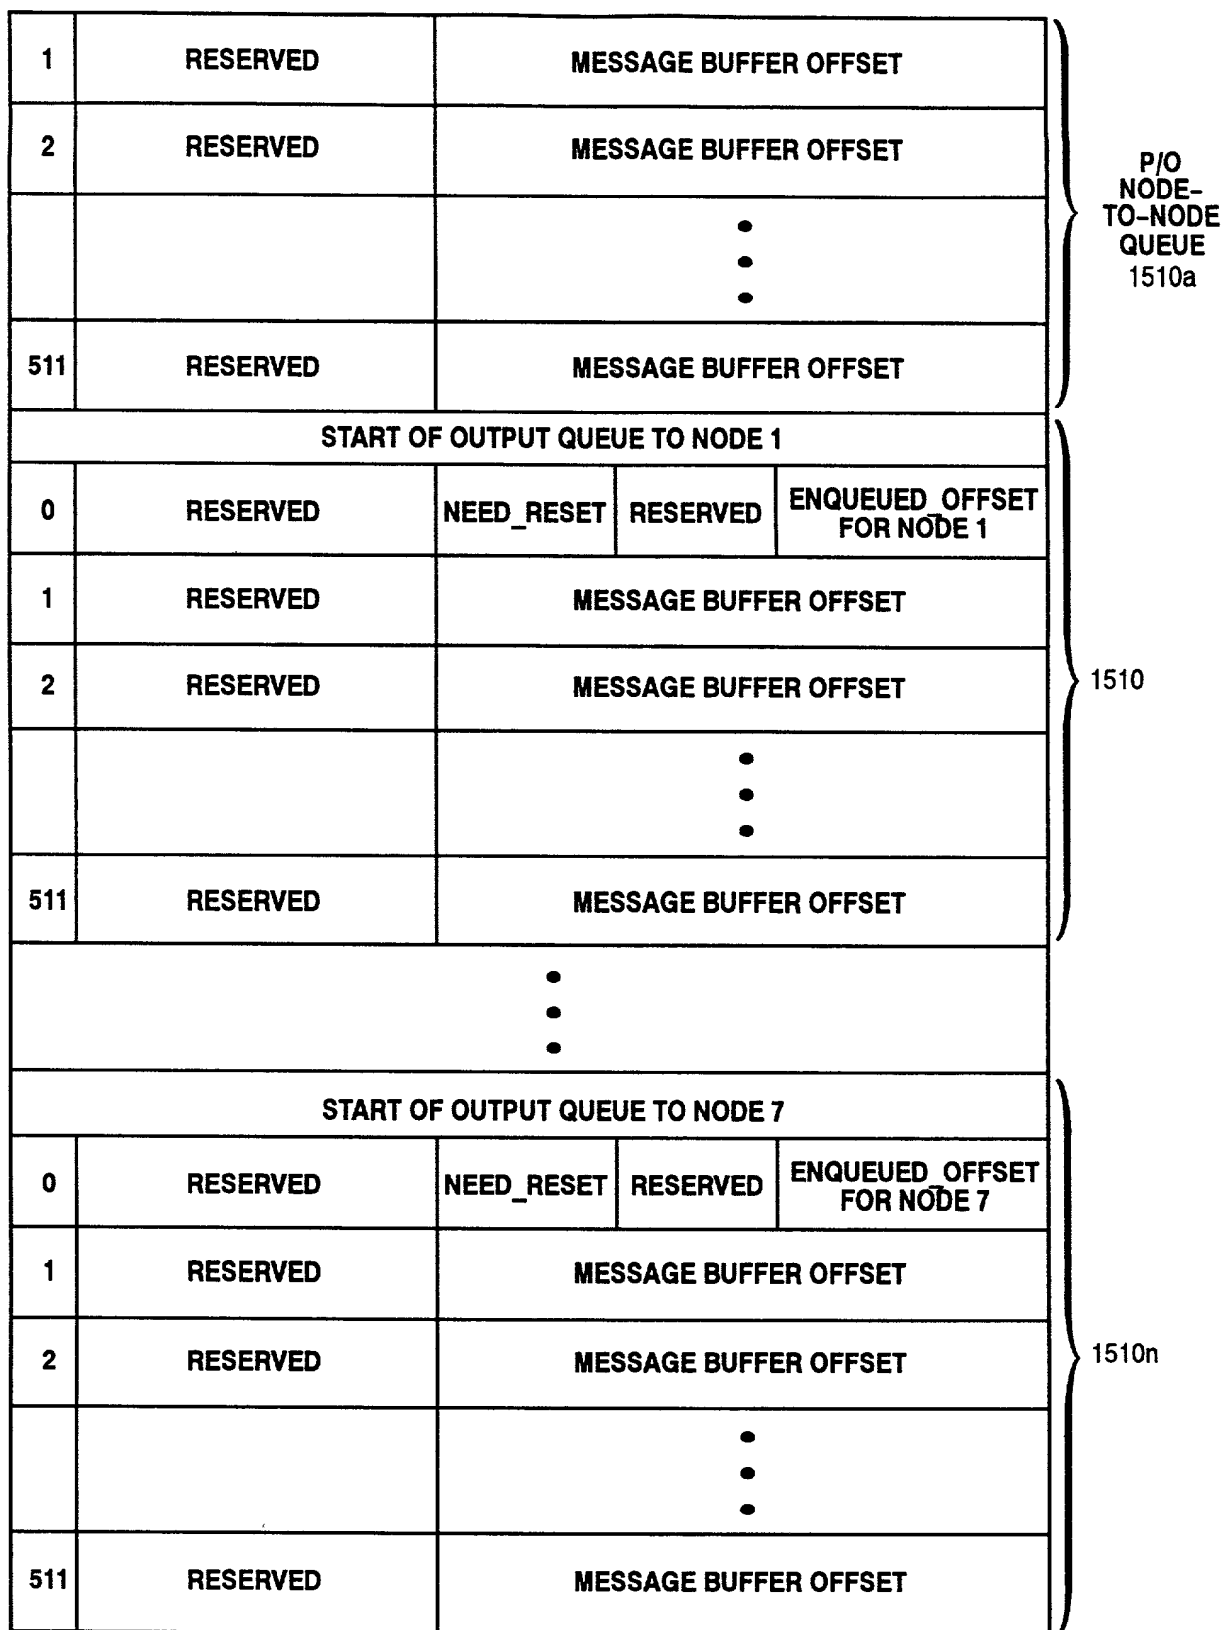 1 RESERVED MESSAGE BUFFER OFFSET
2 RESERVED MESSAGE BUFFER OFFSET
511 RESERVED MESSAGE BUFFER OFFSET
P/O
NODE-
TO-NODE
QUEUE
1510a
START OF OUTPUT QUEUE TO NODE 1
0 RESERVED NEED_RESET RESERVED ENQUEUED_OFFSET
FOR NODE 1
1 RESERVED MESSAGE BUFFER OFFSET
2 RESERVED MESSAGE BUFFER OFFSET
511 RESERVED MESSAGE BUFFER OFFSET
1510
START OF OUTPUT QUEUE TO NODE 7
0 RESERVED NEED_RESET RESERVED ENQUEUED_OFFSET
FOR NODE 7
1 RESERVED MESSAGE BUFFER OFFSET
2 RESERVED MESSAGE BUFFER OFFSET
511 RESERVED MESSAGE BUFFER OFFSET
1510n